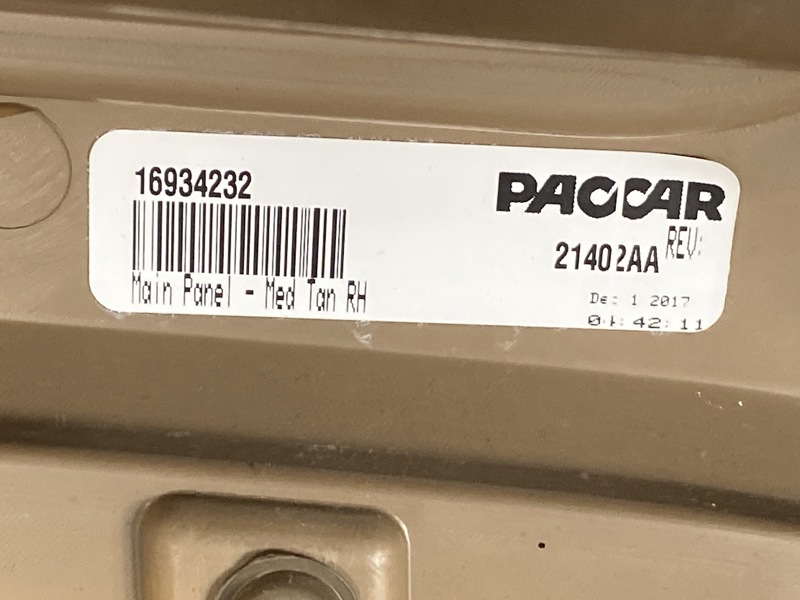 16934232
PACCAR
REV:
21402AA
Main Panel - Med Tan RH
Dec 1 2017
42:11